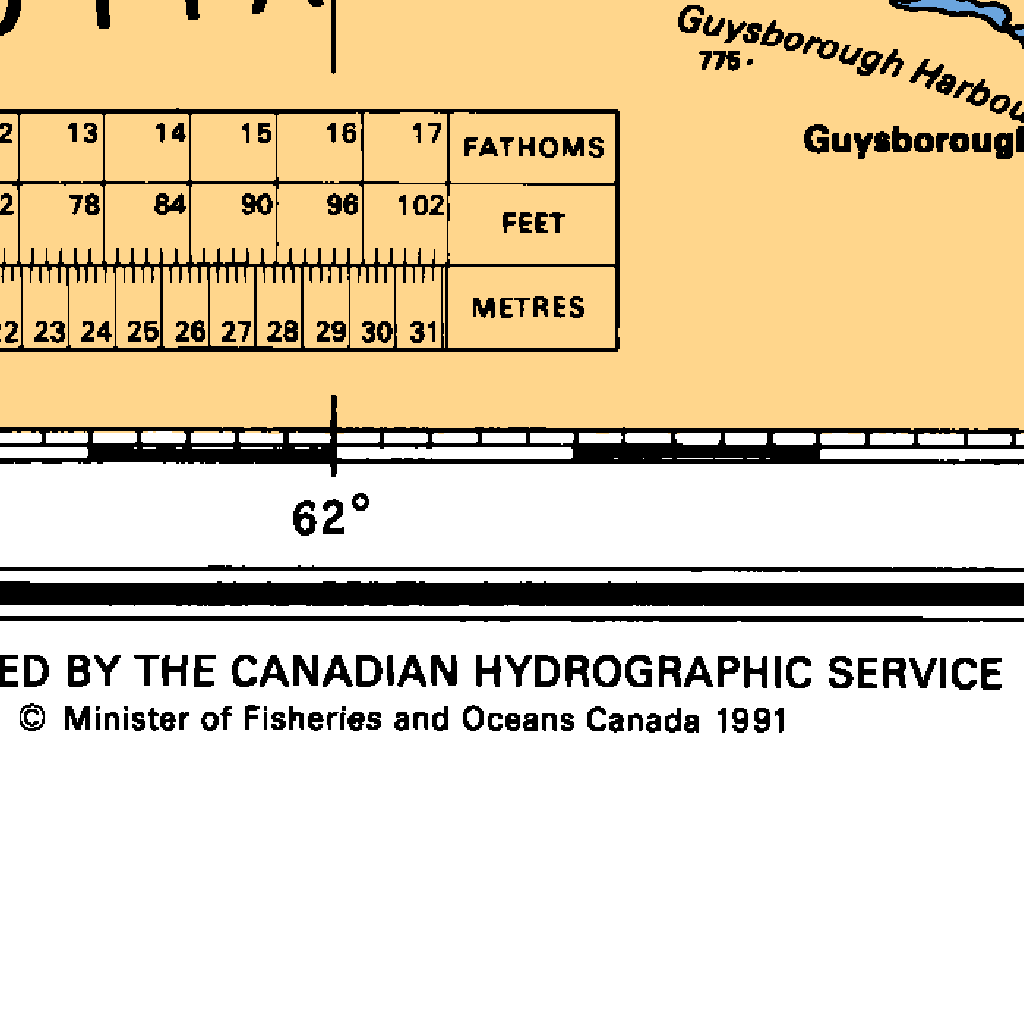 Guysborough Harbou
775
Guysborough
2 13 14 15 16 17 FATHOMS
2 78 84 90 96 102 FEET
22 23 24 25 26 27 28 29 30 31 METRES
62°
ED BY THE CANADIAN HYDROGRAPHIC SERVICE
© Minister of Fisheries and Oceans Canada 1991